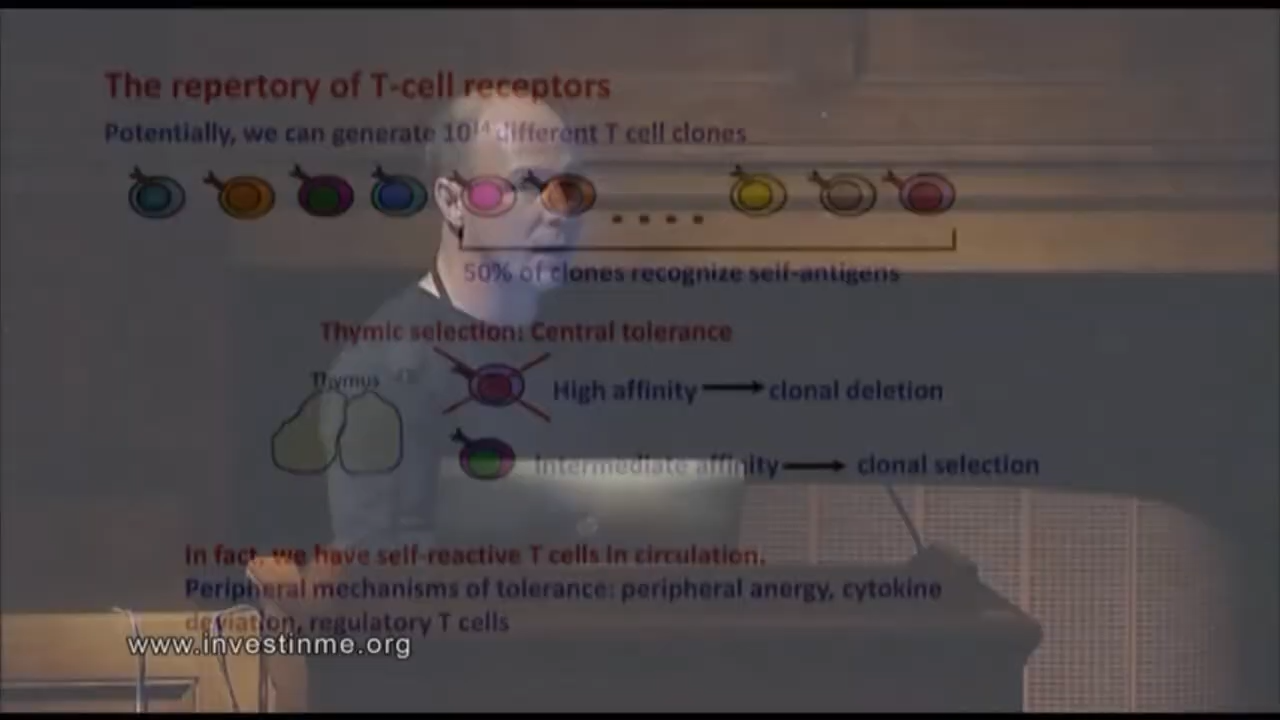 The repertory of T-cell receptors
Potentially, we can generate 10¹⁴ different T cell clones
50% of clones recognize self-antigens
Thymic selection: Central tolerance
Thymus
High affinity → clonal deletion
Intermediate affinity → clonal selection
In fact, we have self-reactive T cells in circulation.
Peripheral mechanisms of tolerance: peripheral anergy, cytokine
deviation, regulatory T cells
www.investinme.org